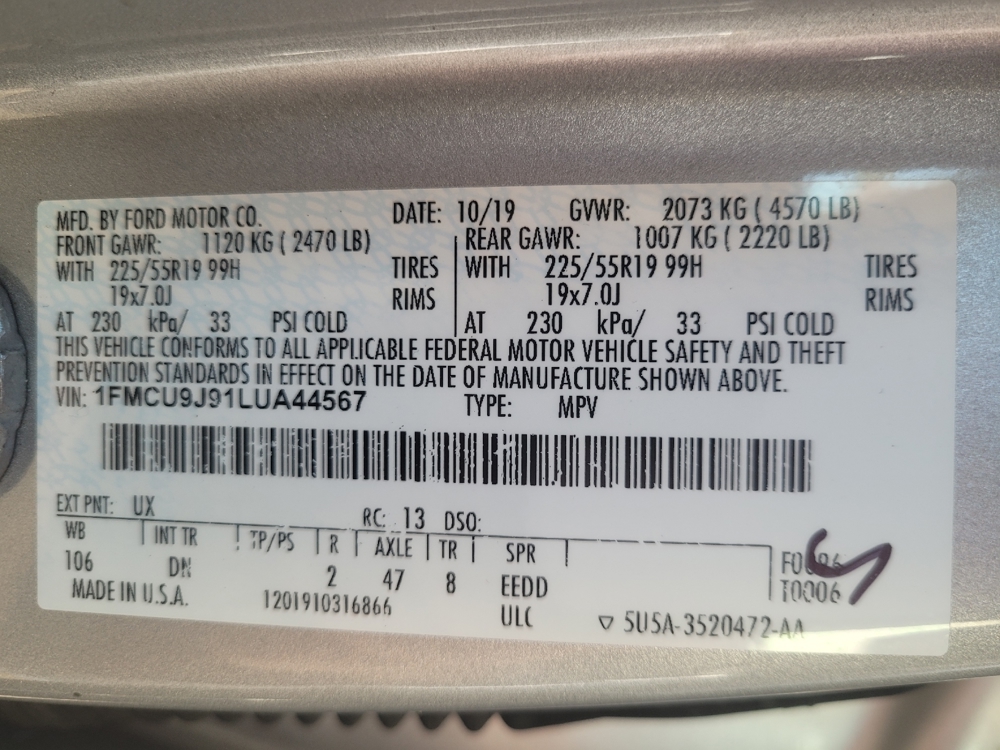 MFD. BY FORD MOTOR CO. DATE: 10/19 GVWR: 2073 KG ( 4570 LB)
FRONT GAWR: 1120 KG ( 2470 LB) REAR GAWR: 1007 KG ( 2220 LB)
WITH 225/55R19 99H TIRES WITH 225/55R19 99H TIRES
19x7.0J RIMS 19x7.0J RIMS
AT 230 kPa/ 33 PSI COLD AT 230 kPa/ 33 PSI COLD
THIS VEHICLE CONFORMS TO ALL APPLICABLE FEDERAL MOTOR VEHICLE SAFETY AND THEFT
PREVENTION STANDARDS IN EFFECT ON THE DATE OF MANUFACTURE SHOWN ABOVE.
VIN: 1FMCU9J91LUA44567 TYPE: MPV
EXT PNT: UX RC: 13 DSO:
WB INT TR TP/PS R AXLE TR SPR
106 DN 2 47 8 EEDD
T0006
MADE IN U.S.A. 1201910316866 ULC ▽ 5U5A-3520472-AA